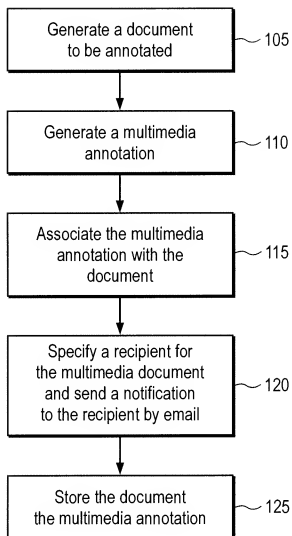 Generate a document
to be annotated
105
Generate a multimedia
annotation
110
Associate the multimedia
annotation with the
document
115
Specify a recipient for
the multimedia document
and send a notification
to the recipient by email
120
Store the document
the multimedia annotation
125